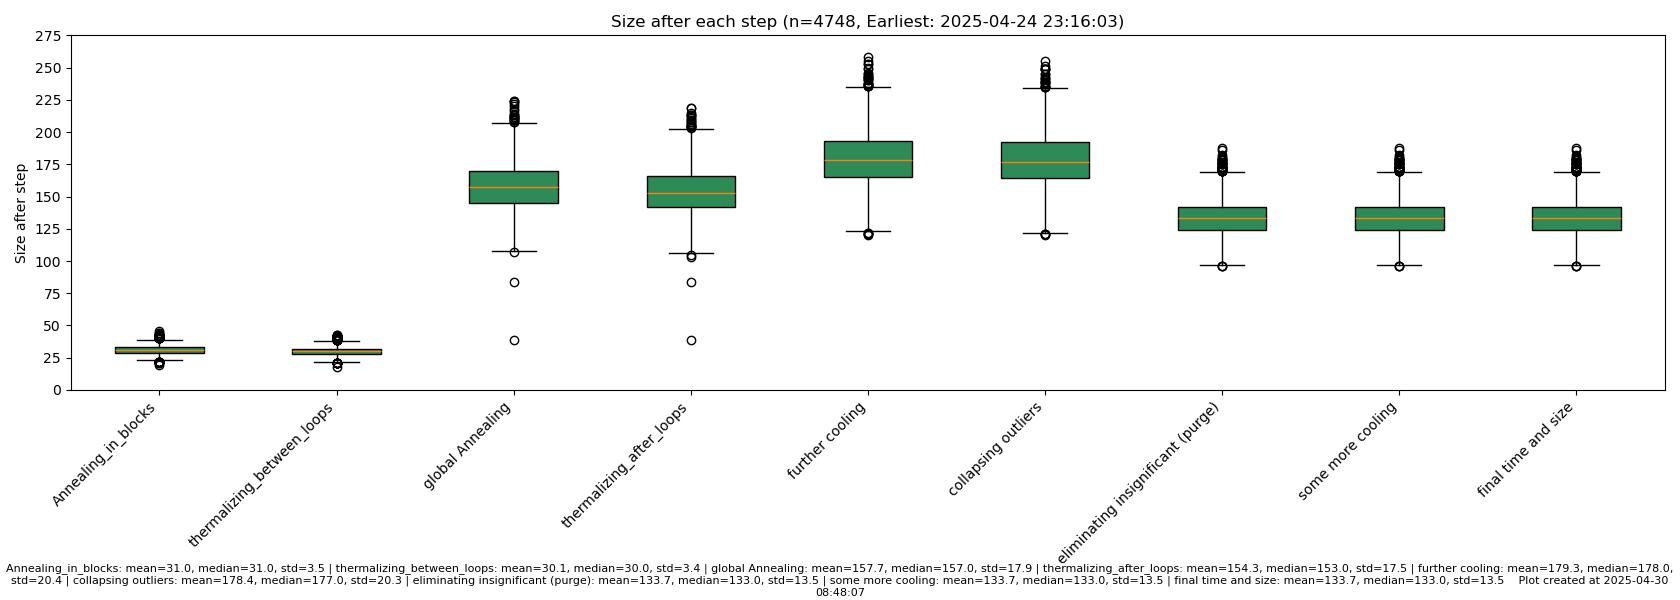 Size after each step (n=4748, Earliest: 2025-04-24 23:16:03)
275
250
225
200
175
150
125
100
75
50
25
0
Size after step
Annealing_in_blocks
thermalizing_between_loops
global Annealing
thermalizing_after_loops
further cooling
collapsing outliers
eliminating insignificant (purge)
some more cooling
final time and size
Annealing_in_blocks: mean=31.0, median=31.0, std=3.5 | thermalizing_between_loops: mean=30.1, median=30.0, std=3.4 | global Annealing: mean=157.7, median=157.0, std=17.9 | thermalizing_after_loops: mean=154.3, median=153.0, std=17.5 | further cooling: mean=179.3, median=178.0,
std=20.4 | collapsing outliers: mean=178.4, median=177.0, std=20.3 | eliminating insignificant (purge): mean=133.7, median=133.0, std=13.5 | some more cooling: mean=133.7, median=133.0, std=13.5 | final time and size: mean=133.7, median=133.0, std=13.5 Plot created at 2025-04-30
08:48:07